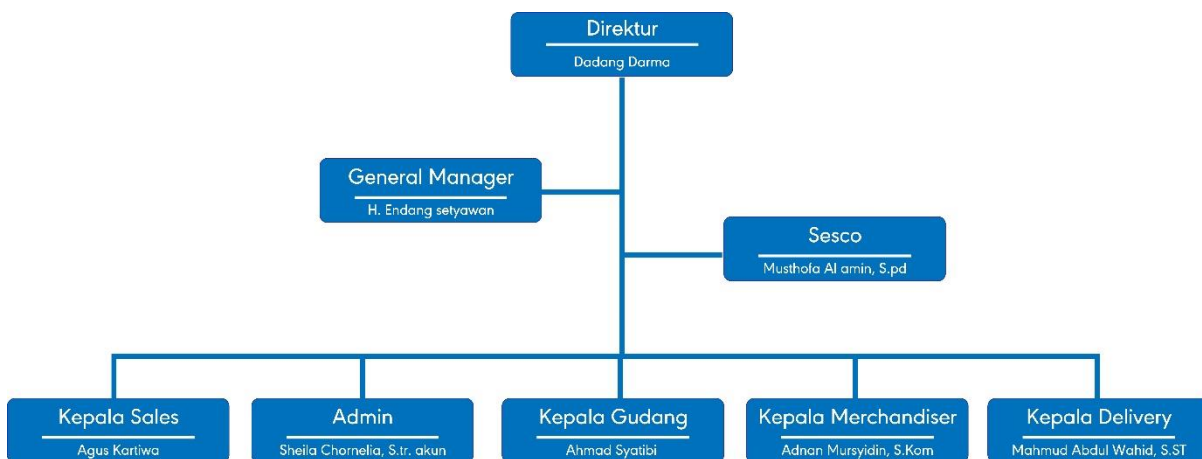 Direktur
Dadang Darma
General Manager
H. Endang setyawan
Sesco
Musthofa Al amin, S.pd
Kepala Sales
Agus Kartiwa
Admin
Sheila Chornelia, S.tr. akun
Kepala Gudang
Ahmad Syatibi
Kepala Merchandiser
Adnan Mursyidin, S.Kom
Kepala Delivery
Mahmud Abdul Wahid, S.ST